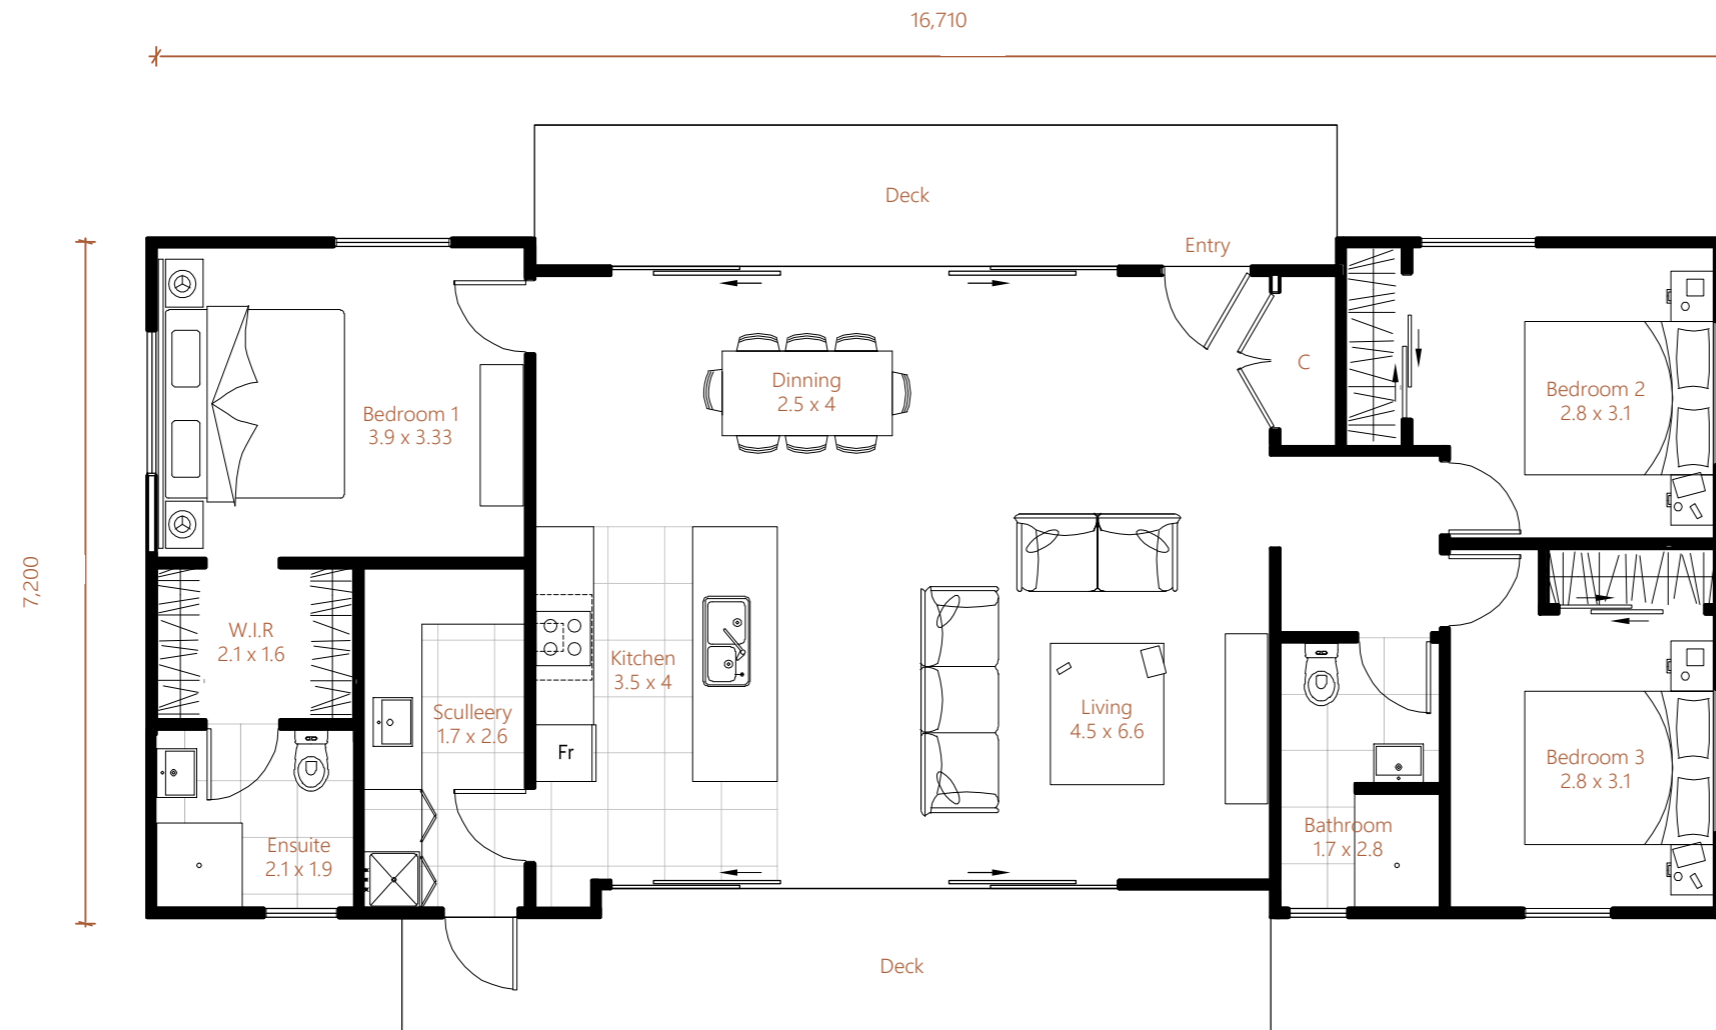 16,710
Deck
Entry
7,200
Bedroom 1
3.9 x 3.33
Dinning
2.5 x 4
C
Bedroom 2
2.8 x 3.1
W.I.R
2.1 x 1.6
Sculleery
1.7 x 2.6
Kitchen
3.5 x 4
Fr
Living
4.5 x 6.6
Bedroom 3
2.8 x 3.1
Ensuite
2.1 x 1.9
Bathroom
1.7 x 2.8
Deck